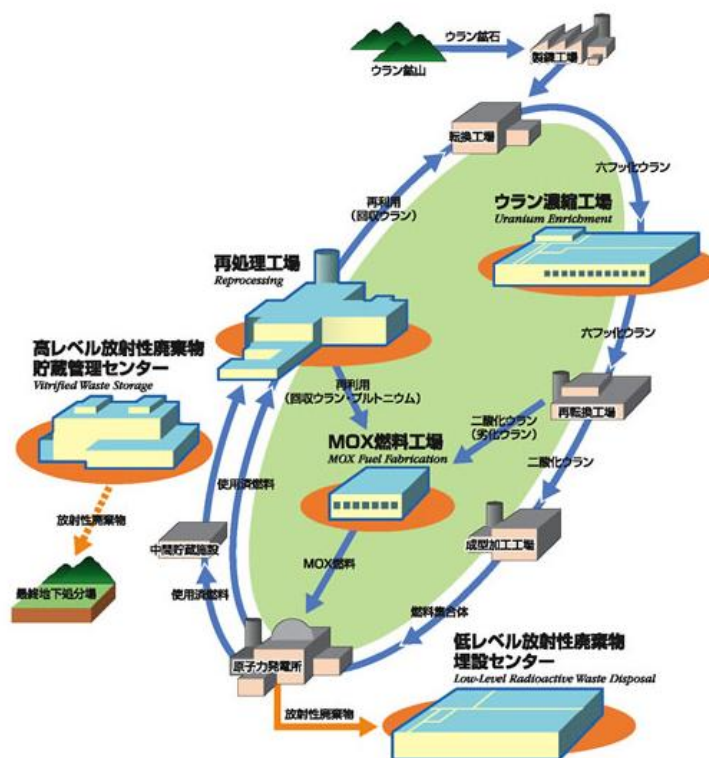 ウラン鉱石
ウラン鉱山
製錬工場
転換工場
六フッ化ウラン
再利用
(回収ウラン)
ウラン濃縮工場
Uranium Enrichment
再処理工場
Reprocessing
六フッ化ウラン
高レベル放射性廃棄物
貯蔵管理センター
Vitrified Waste Storage
再利用
(回収ウラン・プルトニウム)
二酸化ウラン
(劣化ウラン)
再転換工場
MOX燃料工場
MOX Fuel Fabrication
二酸化ウラン
使用済燃料
放射性廃棄物
中間貯蔵施設
成型加工工場
MOX燃料
最終地下処分場
使用済燃料
燃料集合体
原子力発電所
低レベル放射性廃棄物
埋設センター
Low-Level Radioactive Waste Disposal
放射性廃棄物